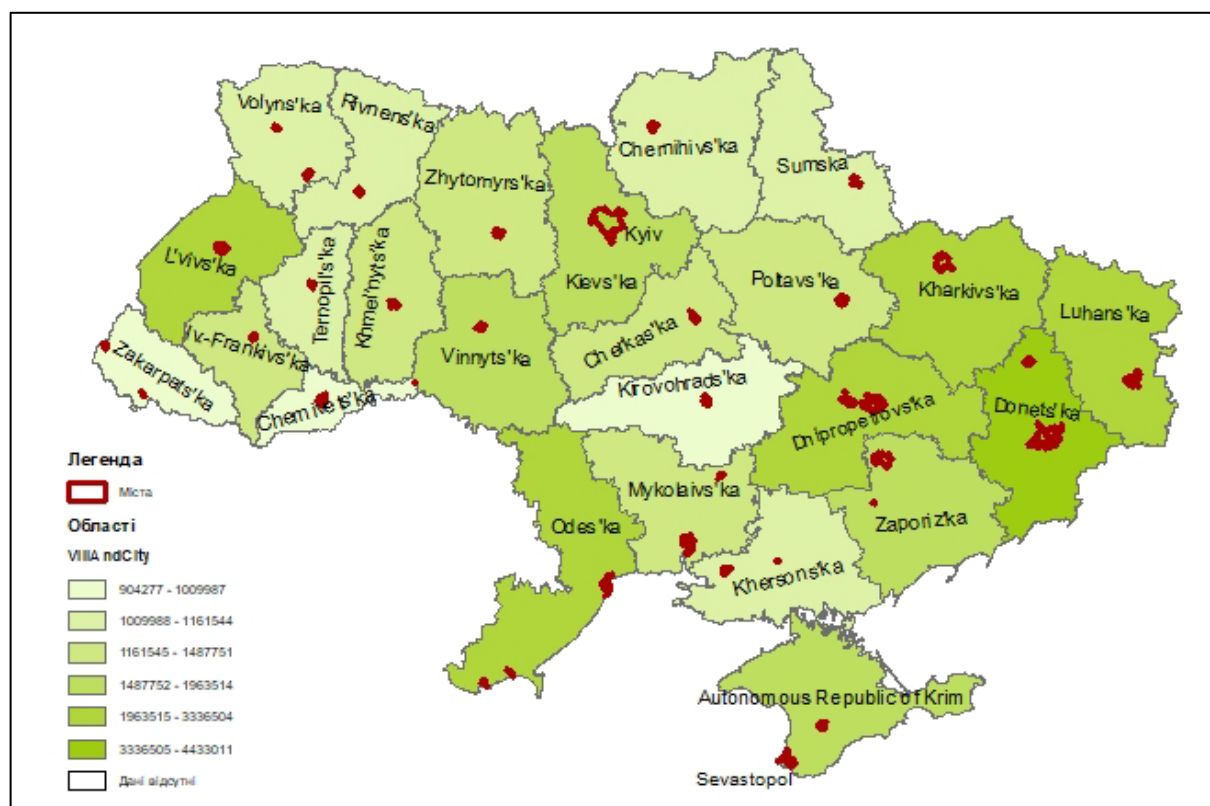 Volyns'ka
Rivnens'ka
Zhytomyrs'ka
Chernihivs'ka
Sumska
Kyiv
L'vivs'ka
Ternopil's'ka
Khmel'nyts'ka
Kievs'ka
Poltavs'ka
Kharkivs'ka
Luhans'ka
Iv.-Frankivs'ka
Vinnyts'ka
Cherkas'ka
Zakarpats'ka
Chernivets'ka
Kirovohrads'ka
Dnipropetrovs'ka
Donets'ka
Mykolaivs'ka
Odes'ka
Zaporiz'ka
Khersons'ka
Autonomous Republic of Krim
Sevastopol
Легенда
Міста
Області
VillAndCity
904277 - 1009987
1009988 - 1161544
1161545 - 1487751
1487752 - 1963514
1963515 - 3336504
3336505 - 4433011
Дані відсутні